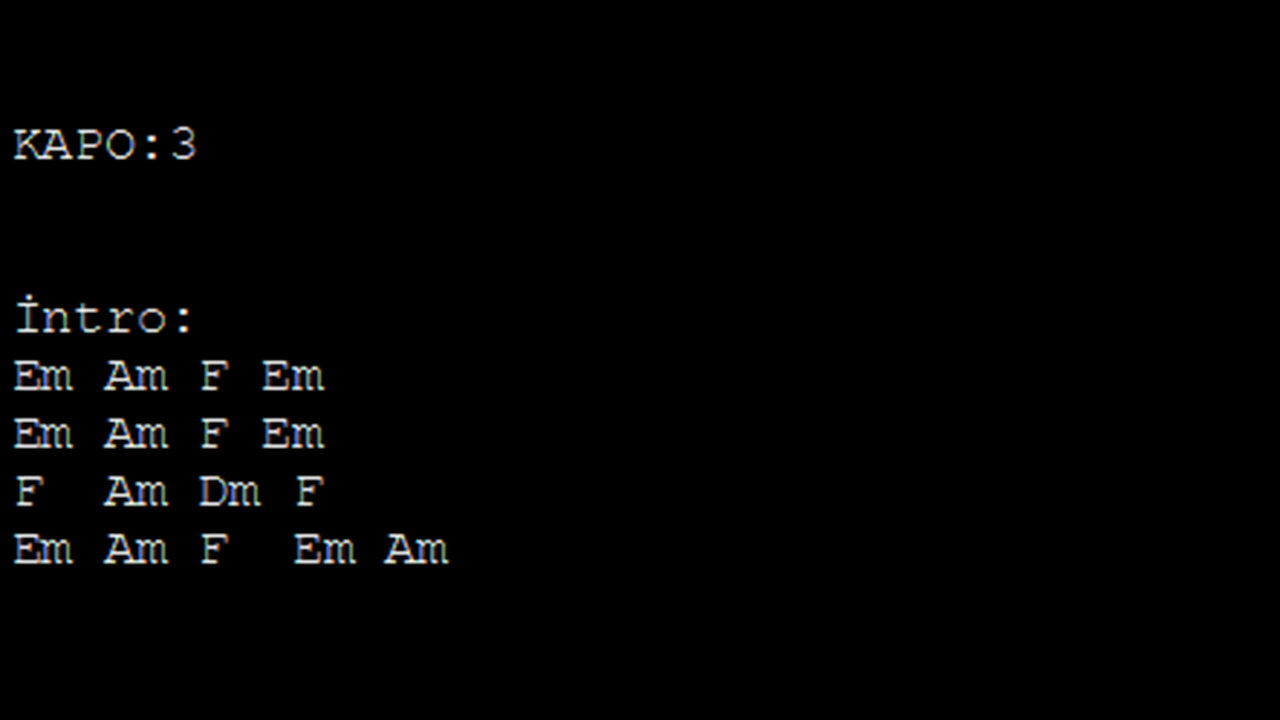 KAPO:3
İntro:
Em Am F Em
Em Am F Em
F  Am Dm F
Em Am F  Em Am